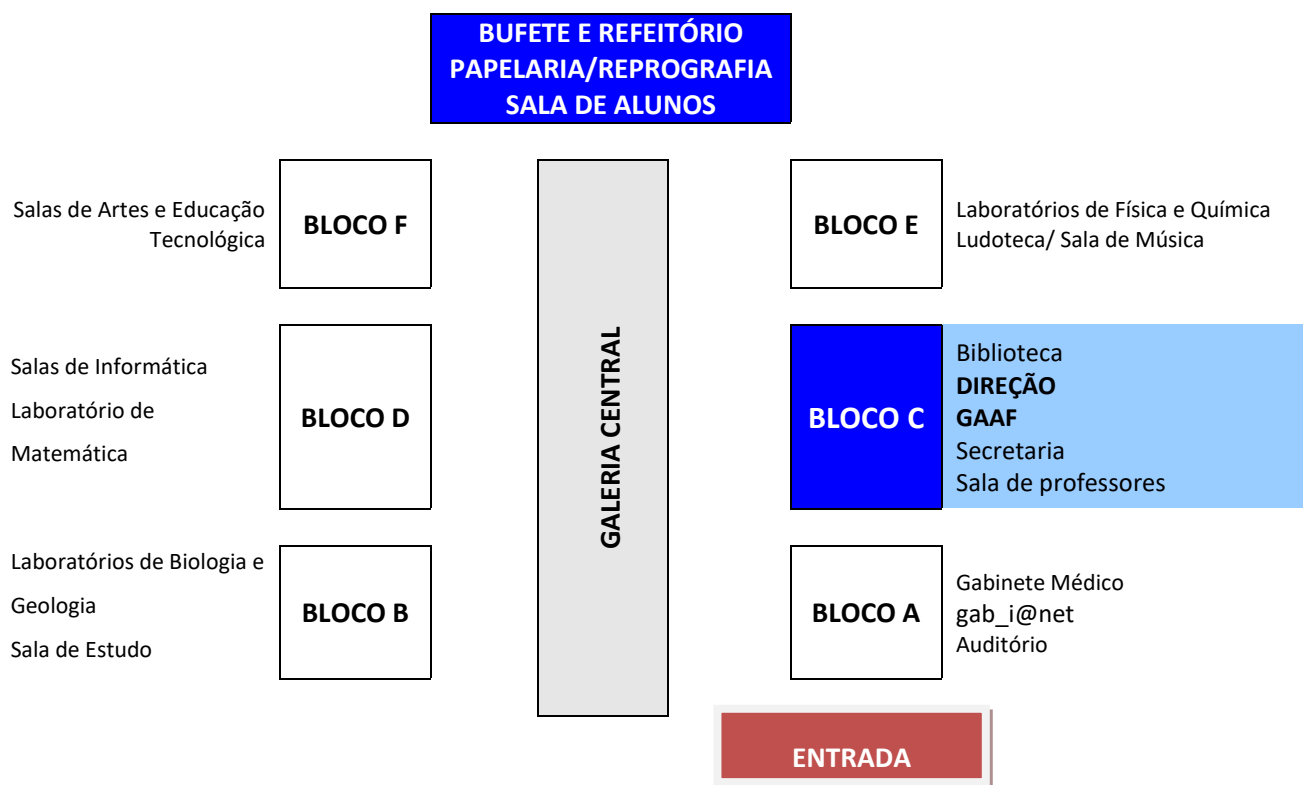 BUFETE E REFEITÓRIO
PAPELARIA/REPROGRAFIA
SALA DE ALUNOS
Salas de Artes e Educação
Tecnológica
BLOCO F
BLOCO E
Laboratórios de Física e Química
Ludoteca/ Sala de Música
Salas de Informática
Laboratório de
Matemática
BLOCO D
GALERIA CENTRAL
BLOCO C
Biblioteca
DIREÇÃO
GAAF
Secretaria
Sala de professores
Laboratórios de Biologia e
Geologia
Sala de Estudo
BLOCO B
BLOCO A
Gabinete Médico
gab_i@net
Auditório
ENTRADA